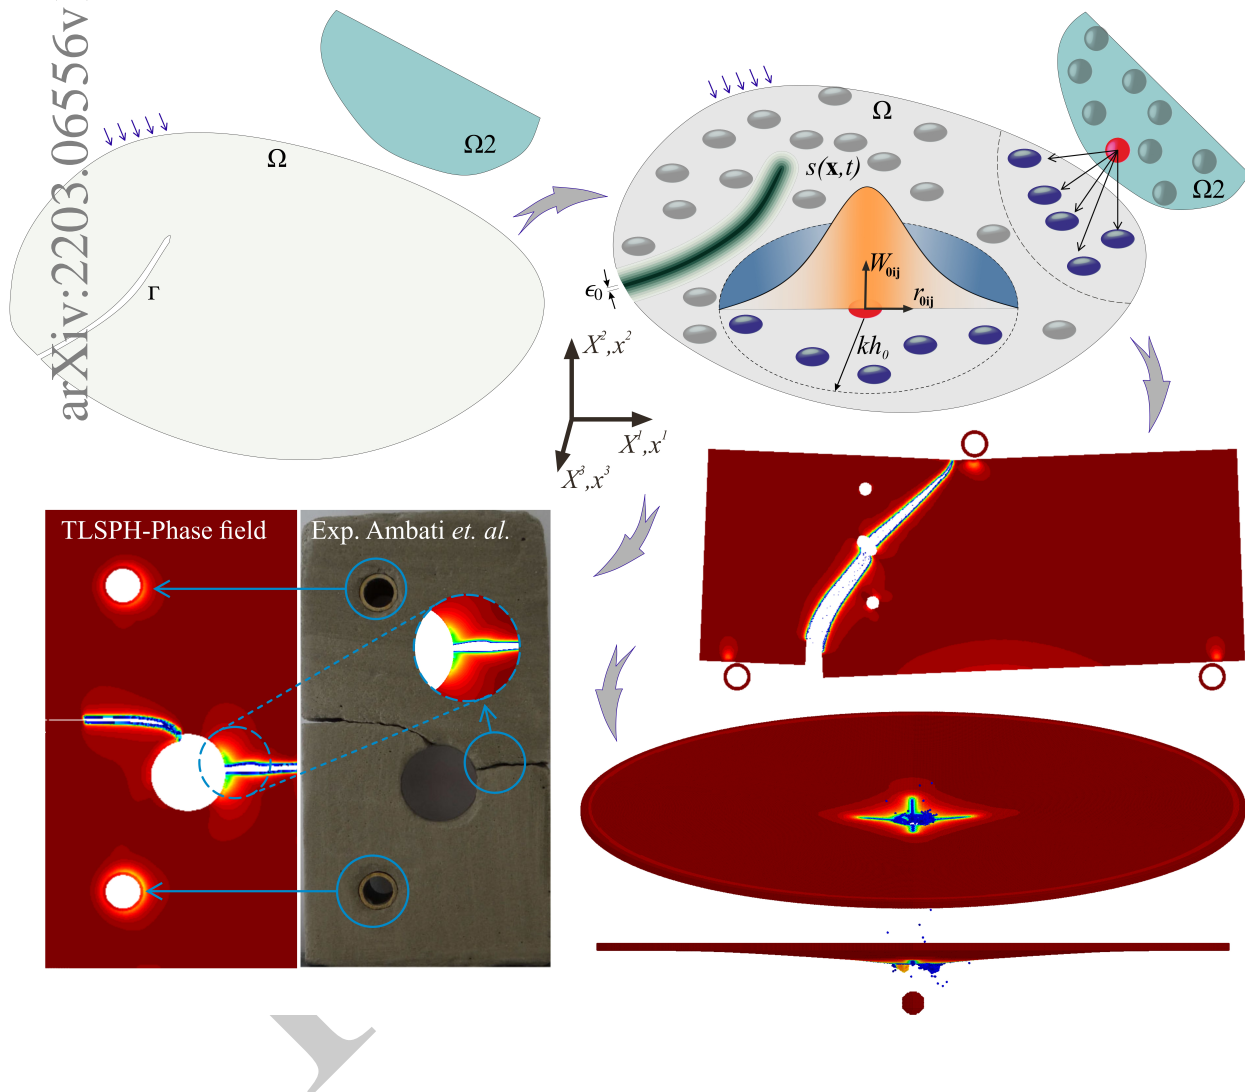 arXiv:2203.06556v
Ω
Ω2
Γ
Ω
s(x,t)
Ω2
ϵ0
W0ij
r0ij
kh0
X²,x²
X¹,x¹
X³,x³
TLSPH-Phase field
Exp. Ambati et. al.